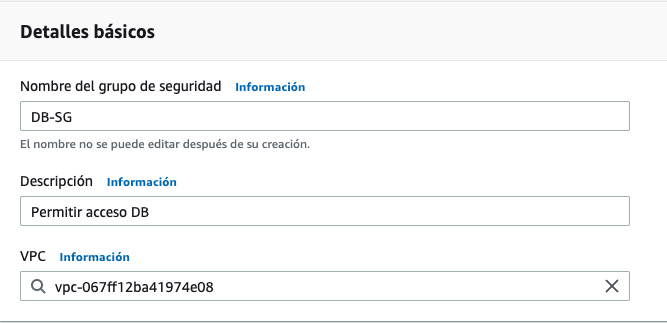 Detalles básicos
Nombre del grupo de seguridad Información
DB-SG
El nombre no se puede editar después de su creación.
Descripción Información
Permitir acceso DB
VPC Información
vpc-067ff12ba41974e08